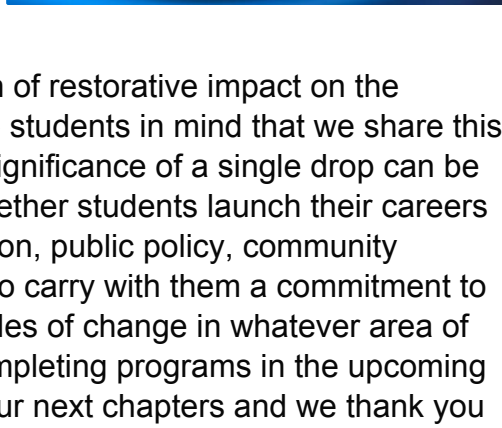 of restorative impact on the
students in mind that we share this
significance of a single drop can be
whether students launch their careers
on, public policy, community
o carry with them a commitment to
les of change in whatever area of
mpleting programs in the upcoming
ur next chapters and we thank you